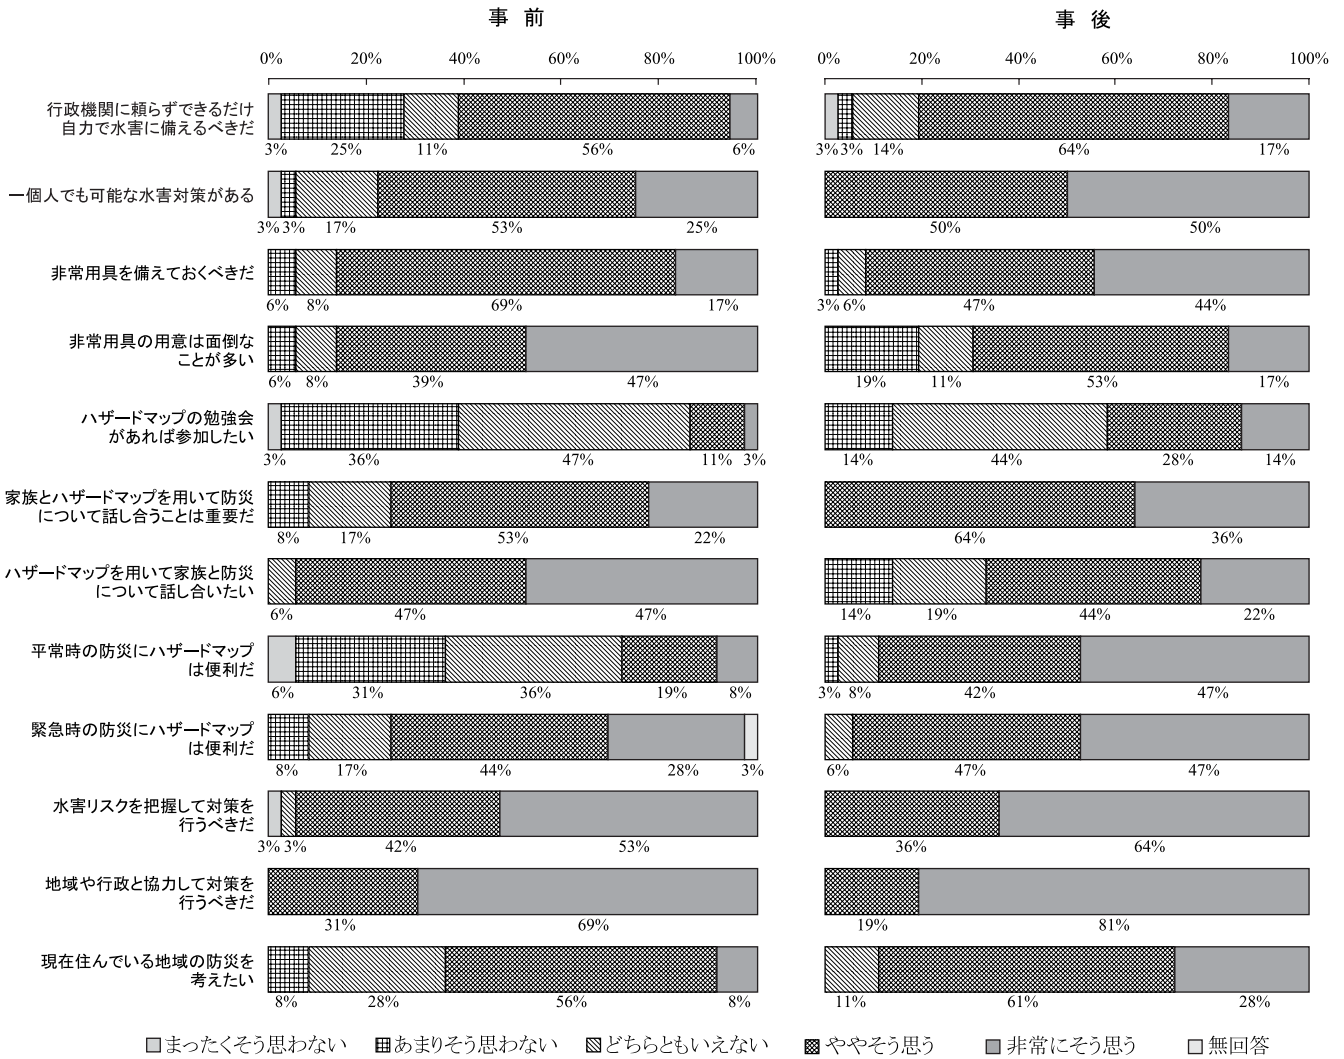 事 前
事 後
0% 20% 40% 60% 80% 100%
0% 20% 40% 60% 80% 100%
行政機関に頼らずできるだけ
自力で水害に備えるべきだ
3% 25% 11% 56% 6%
3% 3% 14% 64% 17%
一個人でも可能な水害対策がある
3% 3% 17% 53% 25%
50% 50%
非常用具を備えておくべきだ
6% 8% 69% 17%
3% 6% 47% 44%
非常用具の用意は面倒な
ことが多い
6% 8% 39% 47%
19% 11% 53% 17%
ハザードマップの勉強会
があれば参加したい
3% 36% 47% 11% 3%
14% 44% 28% 14%
家族とハザードマップを用いて防災
について話し合うことは重要だ
8% 17% 53% 22%
64% 36%
ハザードマップを用いて家族と防災
について話し合いたい
6% 47% 47%
14% 19% 44% 22%
平常時の防災にハザードマップ
は便利だ
6% 31% 36% 19% 8%
3% 8% 42% 47%
緊急時の防災にハザードマップ
は便利だ
8% 17% 44% 28% 3%
6% 47% 47%
水害リスクを把握して対策を
行うべきだ
3% 3% 42% 53%
36% 64%
地域や行政と協力して対策を
行うべきだ
31% 69%
19% 81%
現在住んでいる地域の防災を
考えたい
8% 28% 56% 8%
11% 61% 28%
まったくそう思わない あまりそう思わない どちらともいえない ややそう思う 非常にそう思う 無回答